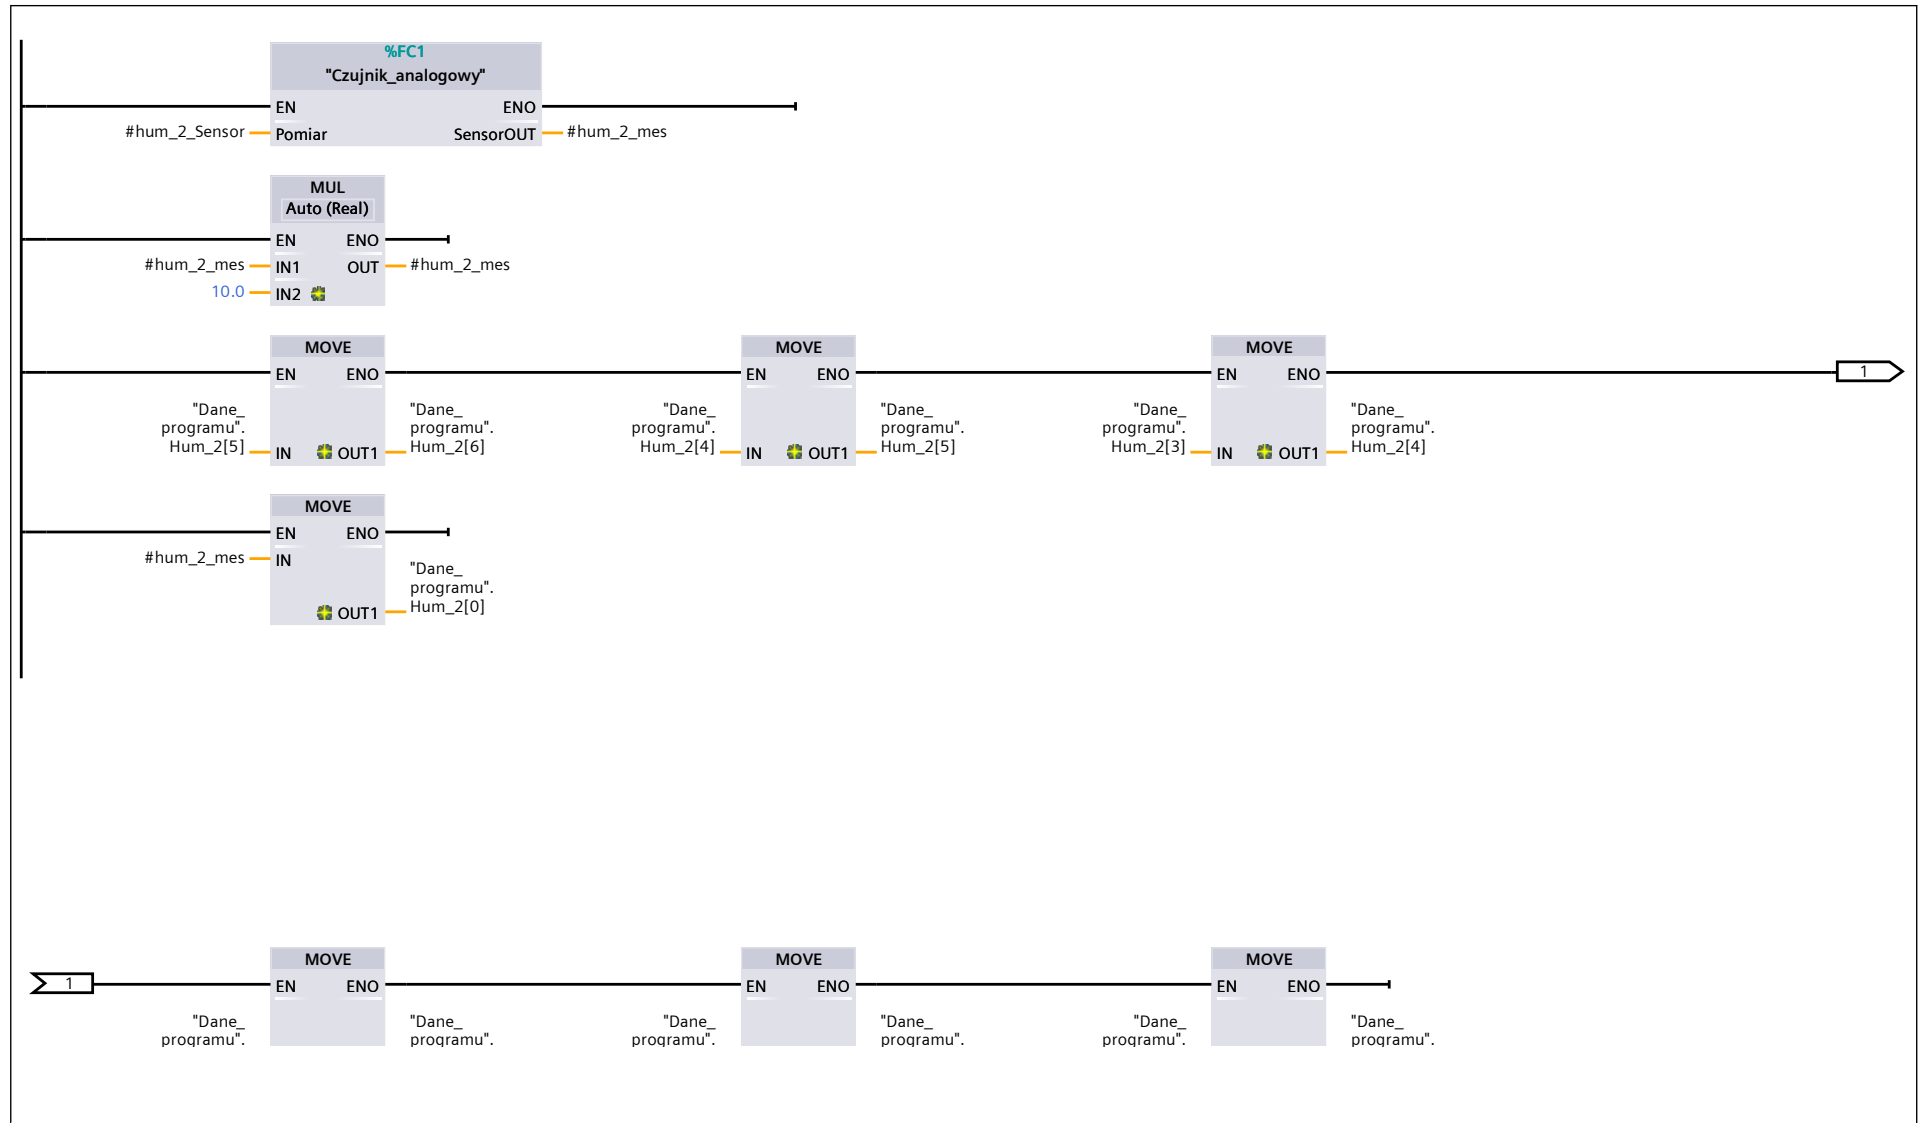 %FC1
"Czujnik_analogowy"
EN ENO
#hum_2_Sensor Pomiar SensorOUT #hum_2_mes
MUL
Auto (Real)
EN ENO
#hum_2_mes IN1 OUT #hum_2_mes
10.0 IN2
MOVE MOVE MOVE
EN ENO EN ENO EN ENO 1
"Dane_ "Dane_ "Dane_ "Dane_ "Dane_ "Dane_
programu". programu". programu". programu". programu". programu".
Hum_2[5] IN OUT1 Hum_2[6] Hum_2[4] IN OUT1 Hum_2[5] Hum_2[3] IN OUT1 Hum_2[4]
MOVE
EN ENO
#hum_2_mes IN
"Dane_
programu".
OUT1 Hum_2[0]
MOVE MOVE MOVE
1 EN ENO EN ENO EN ENO
"Dane_ "Dane_ "Dane_ "Dane_ "Dane_ "Dane_
programu". programu". programu". programu". programu". programu".